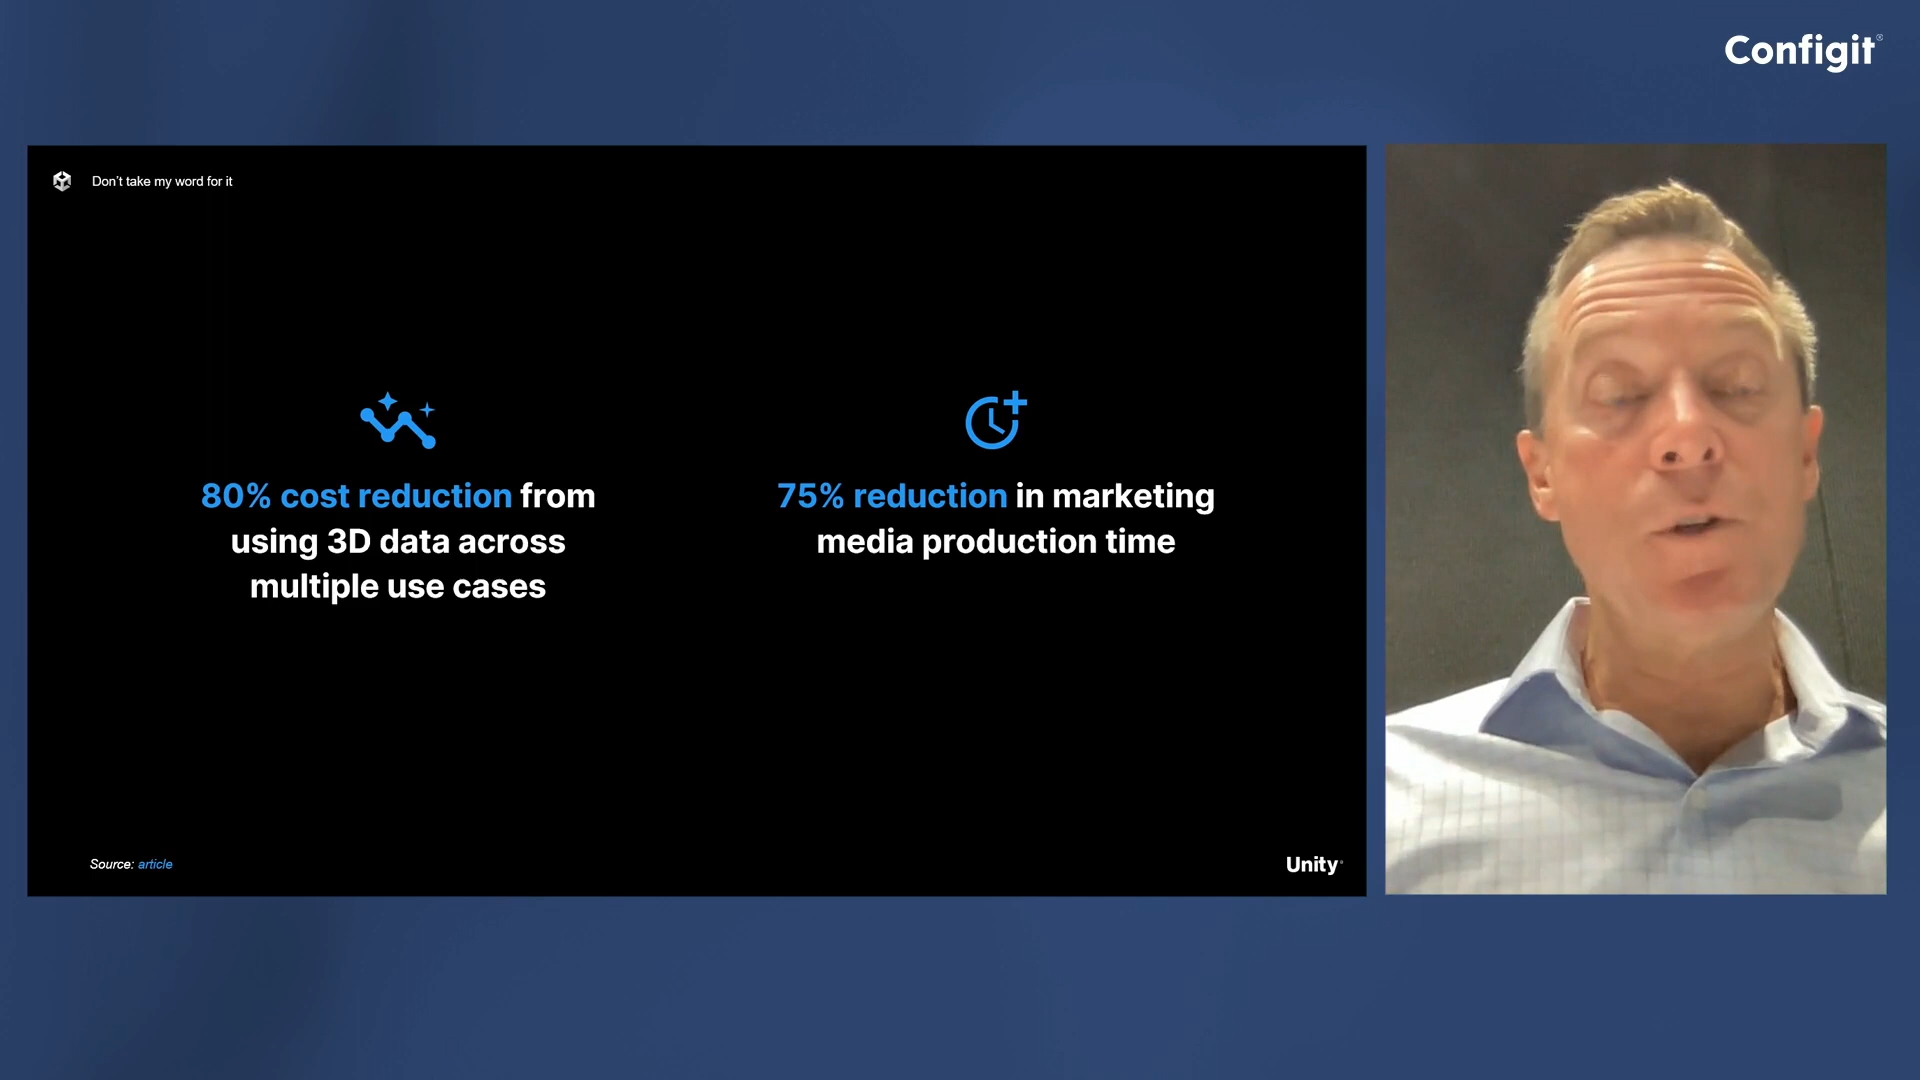 Configit
Don't take my word for it
80% cost reduction from
using 3D data across
multiple use cases
75% reduction in marketing
media production time
Source: article
Unity